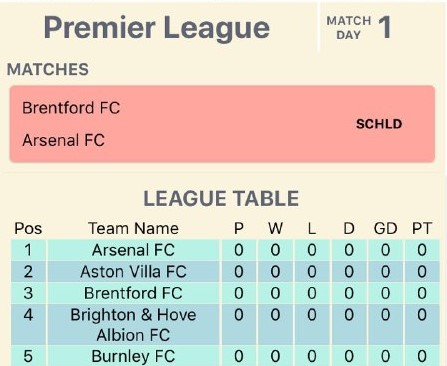 Premier League
MATCH DAY 1
MATCHES
Brentford FC
SCHLD
Arsenal FC
LEAGUE TABLE
Pos Team Name P W L D GD PT
1 Arsenal FC 0 0 0 0 0 0
2 Aston Villa FC 0 0 0 0 0 0
3 Brentford FC 0 0 0 0 0 0
4 Brighton & Hove 0 0 0 0 0 0
Albion FC
5 Burnley FC 0 0 0 0 0 0